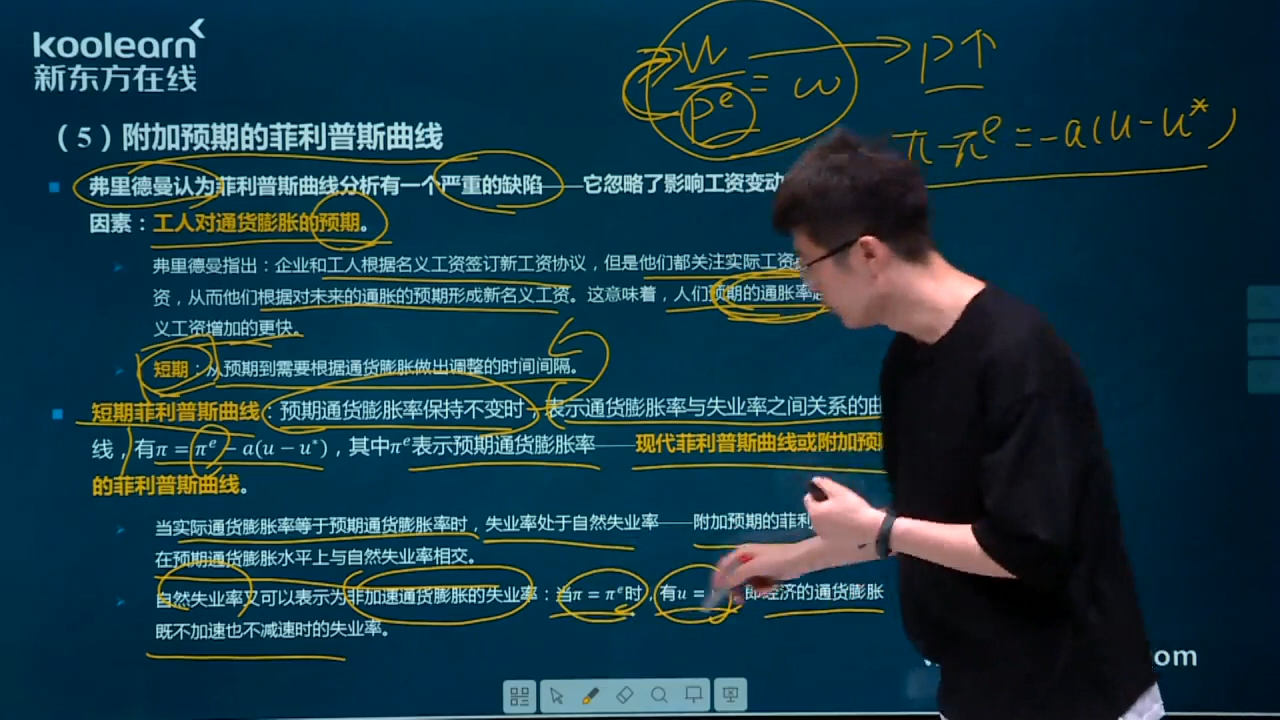 koolearn
新东方在线
W/Pᵉ = w → P↑
π-πᵉ=-a(u-u*)
（5）附加预期的菲利普斯曲线
弗里德曼认为菲利普斯曲线分析有一个严重的缺陷——它忽略了影响工资变动
因素：工人对通货膨胀的预期。
弗里德曼指出：企业和工人根据名义工资签订新工资协议，但是他们都关注实际工资
资，从而他们根据对未来的通胀的预期形成新名义工资。这意味着，人们预期的通胀率
义工资增加的更快。
短期：从预期到需要根据通货膨胀做出调整的时间间隔。
短期菲利普斯曲线：预期通货膨胀率保持不变时，表示通货膨胀率与失业率之间关系的曲
线，有π = πᵉ − a(u − u*)，其中πᵉ表示预期通货膨胀率——现代菲利普斯曲线或附加预期
的菲利普斯曲线。
当实际通货膨胀率等于预期通货膨胀率时，失业率处于自然失业率——附加预期的菲利
在预期通货膨胀水平上与自然失业率相交。
自然失业率又可以表示为非加速通货膨胀的失业率：当π = πᵉ时，有u = 即经济的通货膨胀
既不加速也不减速时的失业率。
om